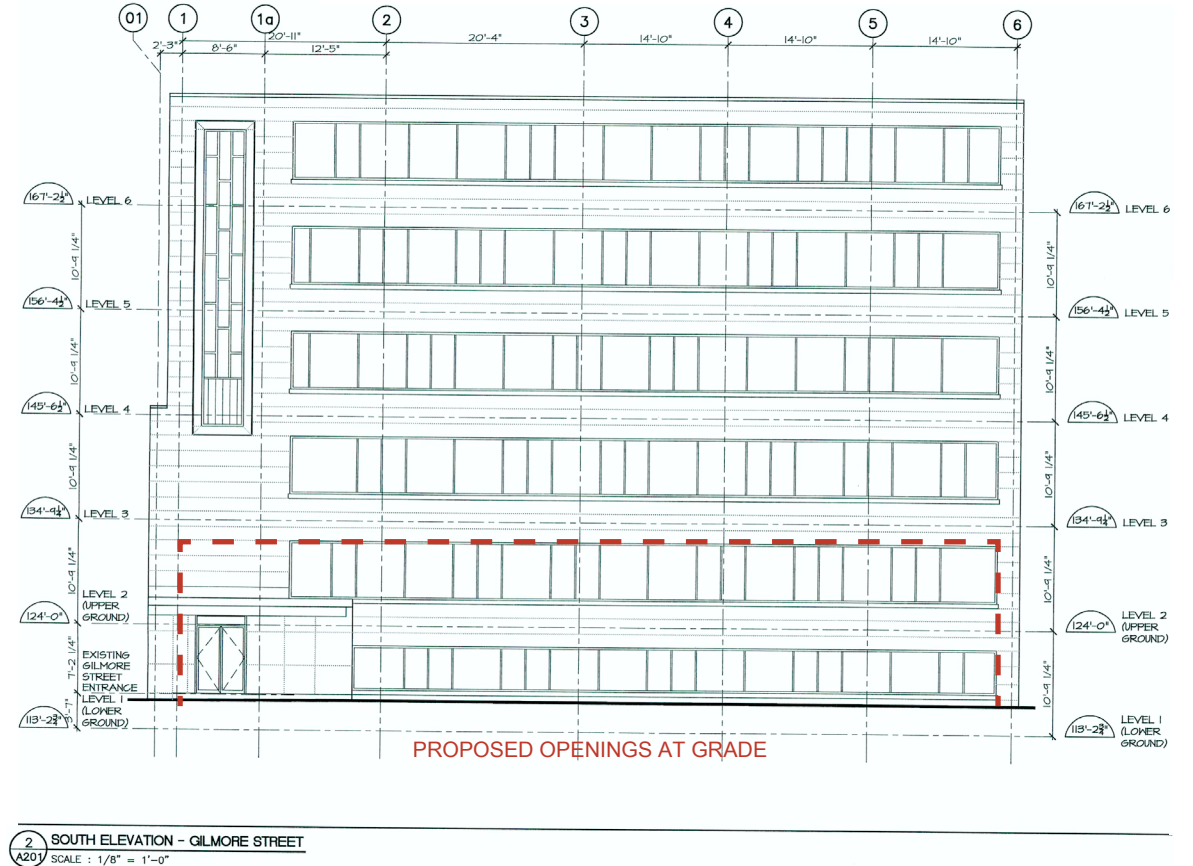 01 1 1a 2 3 4 5 6
2'-3" 20'-11" 20'-4" 14'-10" 14'-10" 14'-10"
8'-6" 12'-5"
167'-2½" LEVEL 6 167'-2½" LEVEL 6
10'-9 1/4" 10'-9 1/4"
156'-4½" LEVEL 5 156'-4½" LEVEL 5
10'-9 1/4" 10'-9 1/4"
145'-6½" LEVEL 4 145'-6½" LEVEL 4
10'-9 1/4" 10'-9 1/4"
134'-9¼" LEVEL 3 134'-9¼" LEVEL 3
10'-9 1/4" 10'-9 1/4"
124'-0" LEVEL 2
(UPPER
GROUND)
124'-0" LEVEL 2
(UPPER
GROUND)
7'-2 1/4"
EXISTING
GILMORE
STREET
ENTRANCE
10'-9 1/4"
3'-7"
113'-2¾" LEVEL 1
(LOWER
GROUND)
113'-2¾" LEVEL 1
(LOWER
GROUND)
PROPOSED OPENINGS AT GRADE
2 SOUTH ELEVATION - GILMORE STREET
A201 SCALE : 1/8" = 1'-0"